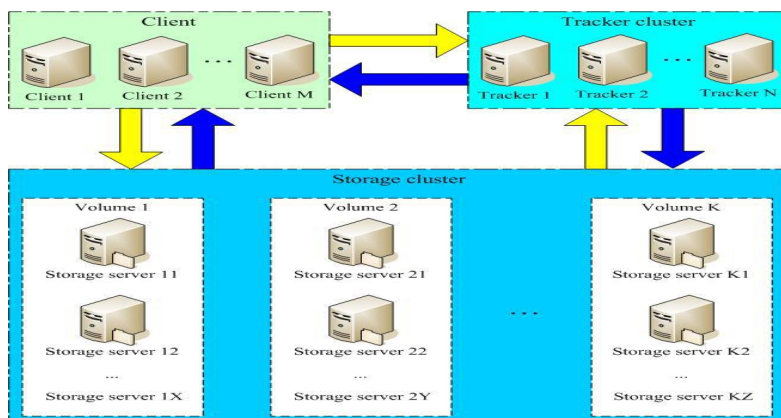 Client
Tracker cluster
Client 1
Client 2
...
Client M
Tracker 1
Tracker 2
...
Tracker N
Storage cluster
Volume 1
Volume 2
Volume K
Storage server 11
Storage server 21
Storage server K1
...
Storage server 12
Storage server 22
Storage server K2
...
...
...
Storage server 1X
Storage server 2Y
Storage server KZ